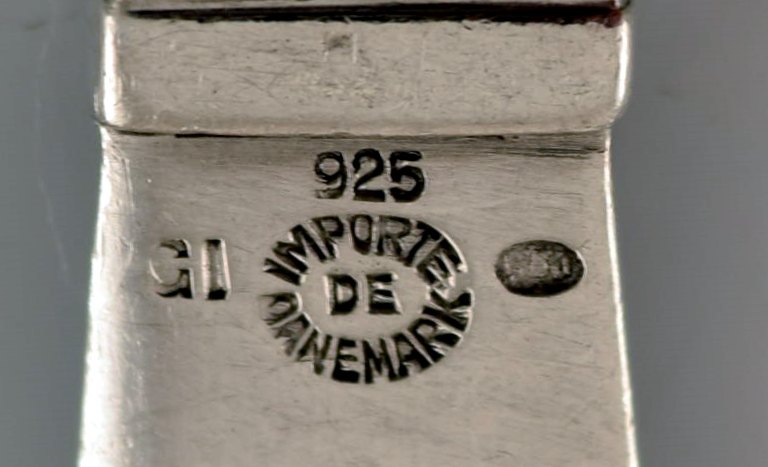 925
GI
IMPORTE
DE
DANEMARK